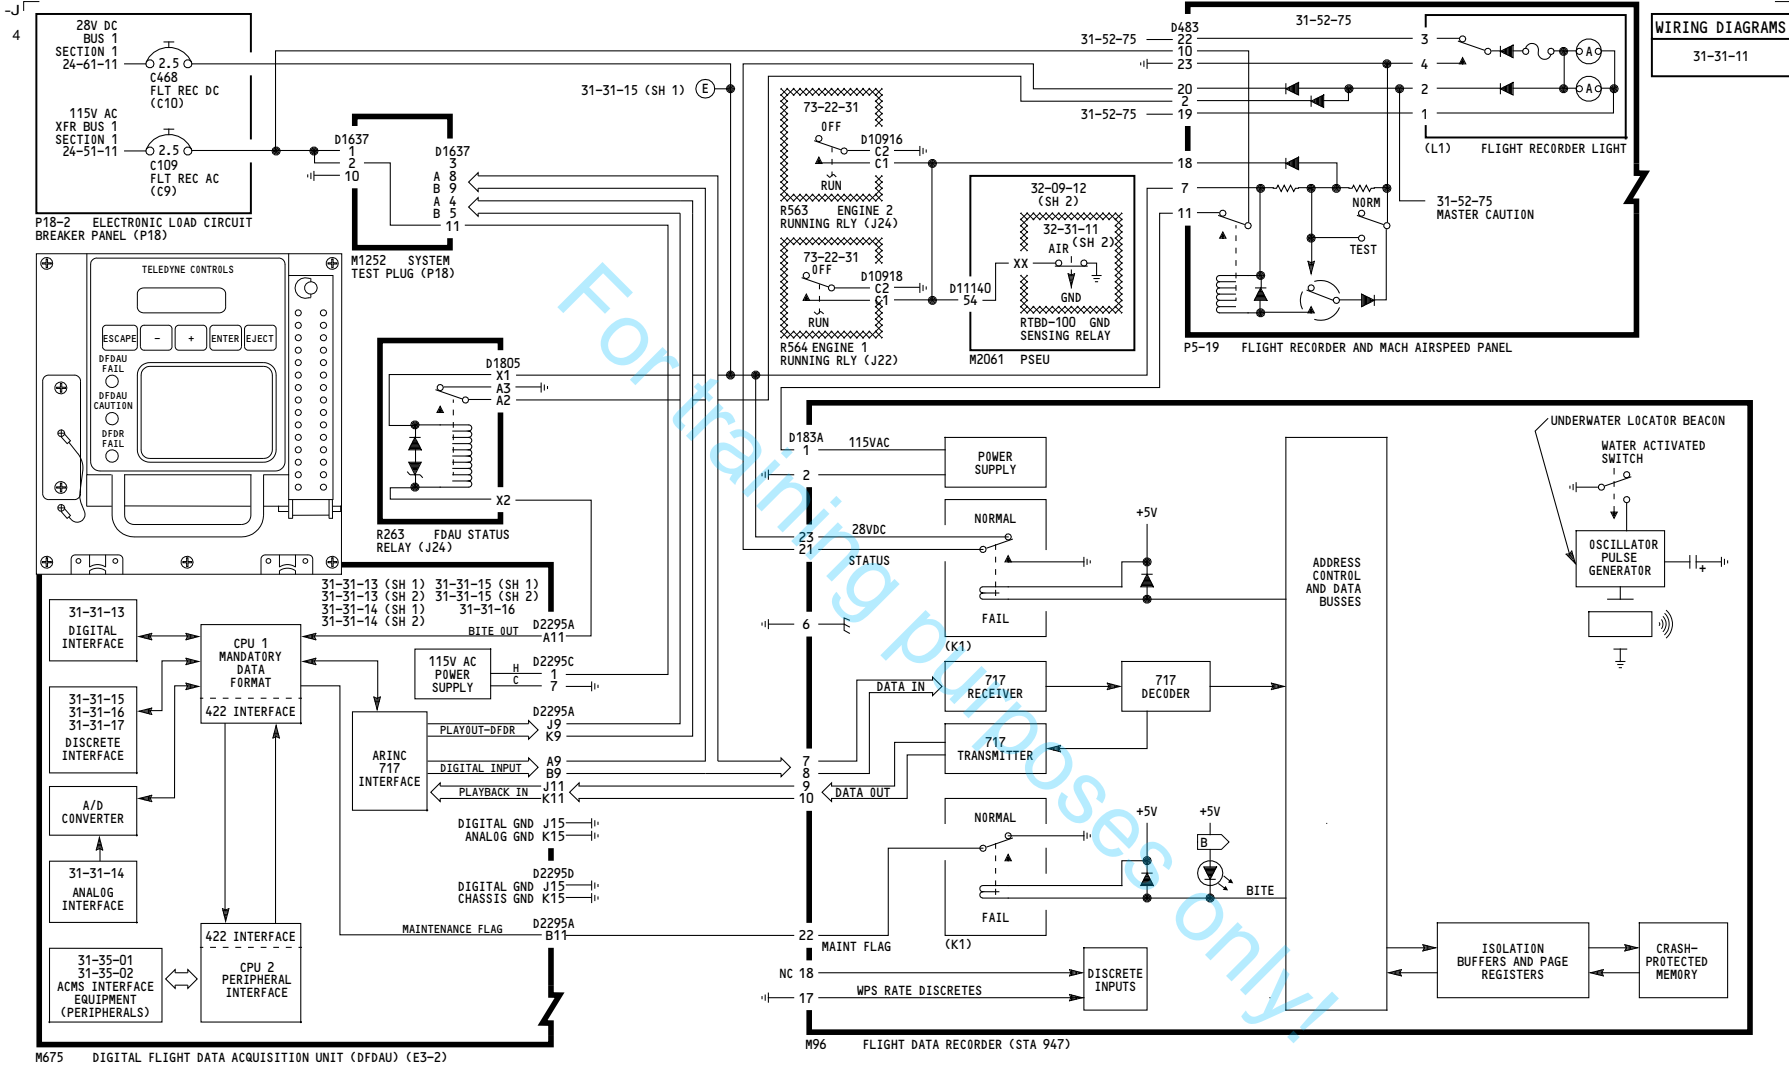 -J
4
28V DC
BUS 1
SECTION 1
24-61-11
2.5
C468
FLT REC DC
(C10)
115V AC
XFR BUS 1
SECTION 1
24-51-11
2.5
C109
FLT REC AC
(C9)
P18-2 ELECTRONIC LOAD CIRCUIT
BREAKER PANEL (P18)
D1637
1
2
10
D1637
3
A 8
B 9
A 4
B 5
11
M1252 SYSTEM
TEST PLUG (P18)
TELEDYNE CONTROLS
ESCAPE - + ENTER EJECT
DFDAU
FAIL
DFDAU
CAUTION
DFDR
FAIL
D1805
X1
A3
A2
X2
R263 FDAU STATUS
RELAY (J24)
31-31-15 (SH 1) E
73-22-31
OFF
RUN
D10916
C2
C1
R563 ENGINE 2
RUNNING RLY (J24)
73-22-31
OFF
RUN
D10918
C2
C1
R564 ENGINE 1
RUNNING RLY (J22)
D11140
54
32-09-12
(SH 2)
32-31-11
(SH 2)
AIR
XX
GND
RTBD-100 GND
SENSING RELAY
M2061 PSEU
31-52-75
D483
22
10
23
20
2
31-52-75 19
18
7
11
31-52-75
3
4
2
1
A
A
(L1) FLIGHT RECORDER LIGHT
31-52-75
MASTER CAUTION
NORM
TEST
P5-19 FLIGHT RECORDER AND MACH AIRSPEED PANEL
WIRING DIAGRAMS
31-31-11
31-31-13 (SH 1) 31-31-15 (SH 1)
31-31-13 (SH 2) 31-31-15 (SH 2)
31-31-14 (SH 1) 31-31-16
31-31-14 (SH 2)
31-31-13
DIGITAL
INTERFACE
31-31-15
31-31-16
31-31-17
DISCRETE
INTERFACE
A/D
CONVERTER
31-31-14
ANALOG
INTERFACE
31-35-01
31-35-02
ACMS INTERFACE
EQUIPMENT
(PERIPHERALS)
CPU 1
MANDATORY
DATA
FORMAT
422 INTERFACE
422 INTERFACE
CPU 2
PERIPHERAL
INTERFACE
BITE OUT
D2295A
A11
115V AC
POWER
SUPPLY
H
C
D2295C
1
7
ARINC
717
INTERFACE
D2295A
PLAYOUT-DFDR J9
K9
DIGITAL INPUT A9
B9
PLAYBACK IN J11
K11
DIGITAL GND J15
ANALOG GND K15
D2295D
DIGITAL GND J15
CHASSIS GND K15
MAINTENANCE FLAG
D2295A
B11
M675 DIGITAL FLIGHT DATA ACQUISITION UNIT (DFDAU) (E3-2)
D183A
1 115VAC
2
POWER
SUPPLY
23 28VDC
21
STATUS
NORMAL
FAIL
(K1)
+5V
6
DATA IN
717
RECEIVER
717
DECODER
717
TRANSMITTER
7
8
9
10 DATA OUT
NORMAL
FAIL
(K1)
+5V
+5V
B
BITE
22 MAINT FLAG
NC 18
17 WPS RATE DISCRETES
DISCRETE
INPUTS
ADDRESS
CONTROL
AND DATA
BUSSES
ISOLATION
BUFFERS AND PAGE
REGISTERS
CRASH-
PROTECTED
MEMORY
UNDERWATER LOCATOR BEACON
WATER ACTIVATED
SWITCH
OSCILLATOR
PULSE
GENERATOR
+
M96 FLIGHT DATA RECORDER (STA 947)
For training purposes only!